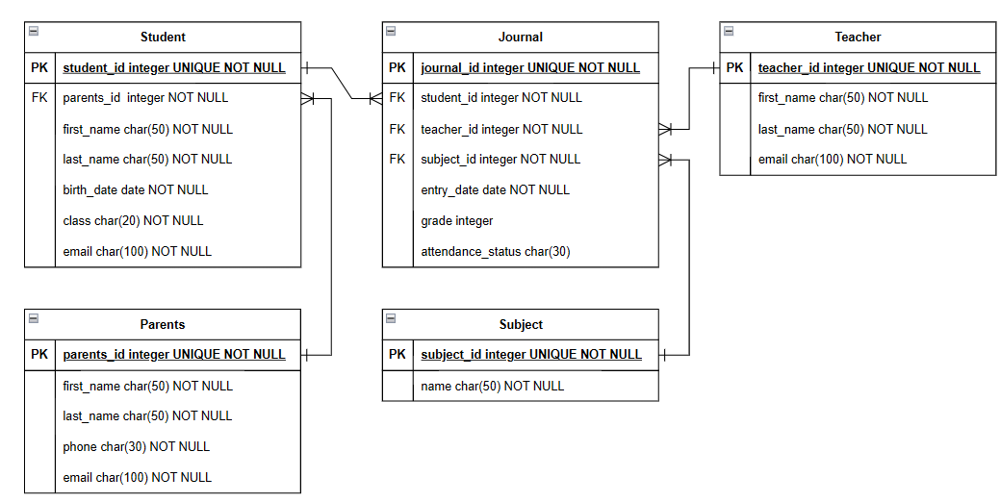 Student
PK student_id integer UNIQUE NOT NULL
FK parents_id integer NOT NULL
first_name char(50) NOT NULL
last_name char(50) NOT NULL
birth_date date NOT NULL
class char(20) NOT NULL
email char(100) NOT NULL
Journal
PK journal_id integer UNIQUE NOT NULL
FK student_id integer NOT NULL
FK teacher_id integer NOT NULL
FK subject_id integer NOT NULL
entry_date date NOT NULL
grade integer
attendance_status char(30)
Teacher
PK teacher_id integer UNIQUE NOT NULL
first_name char(50) NOT NULL
last_name char(50) NOT NULL
email char(100) NOT NULL
Parents
PK parents_id integer UNIQUE NOT NULL
first_name char(50) NOT NULL
last_name char(50) NOT NULL
phone char(30) NOT NULL
email char(100) NOT NULL
Subject
PK subject_id integer UNIQUE NOT NULL
name char(50) NOT NULL